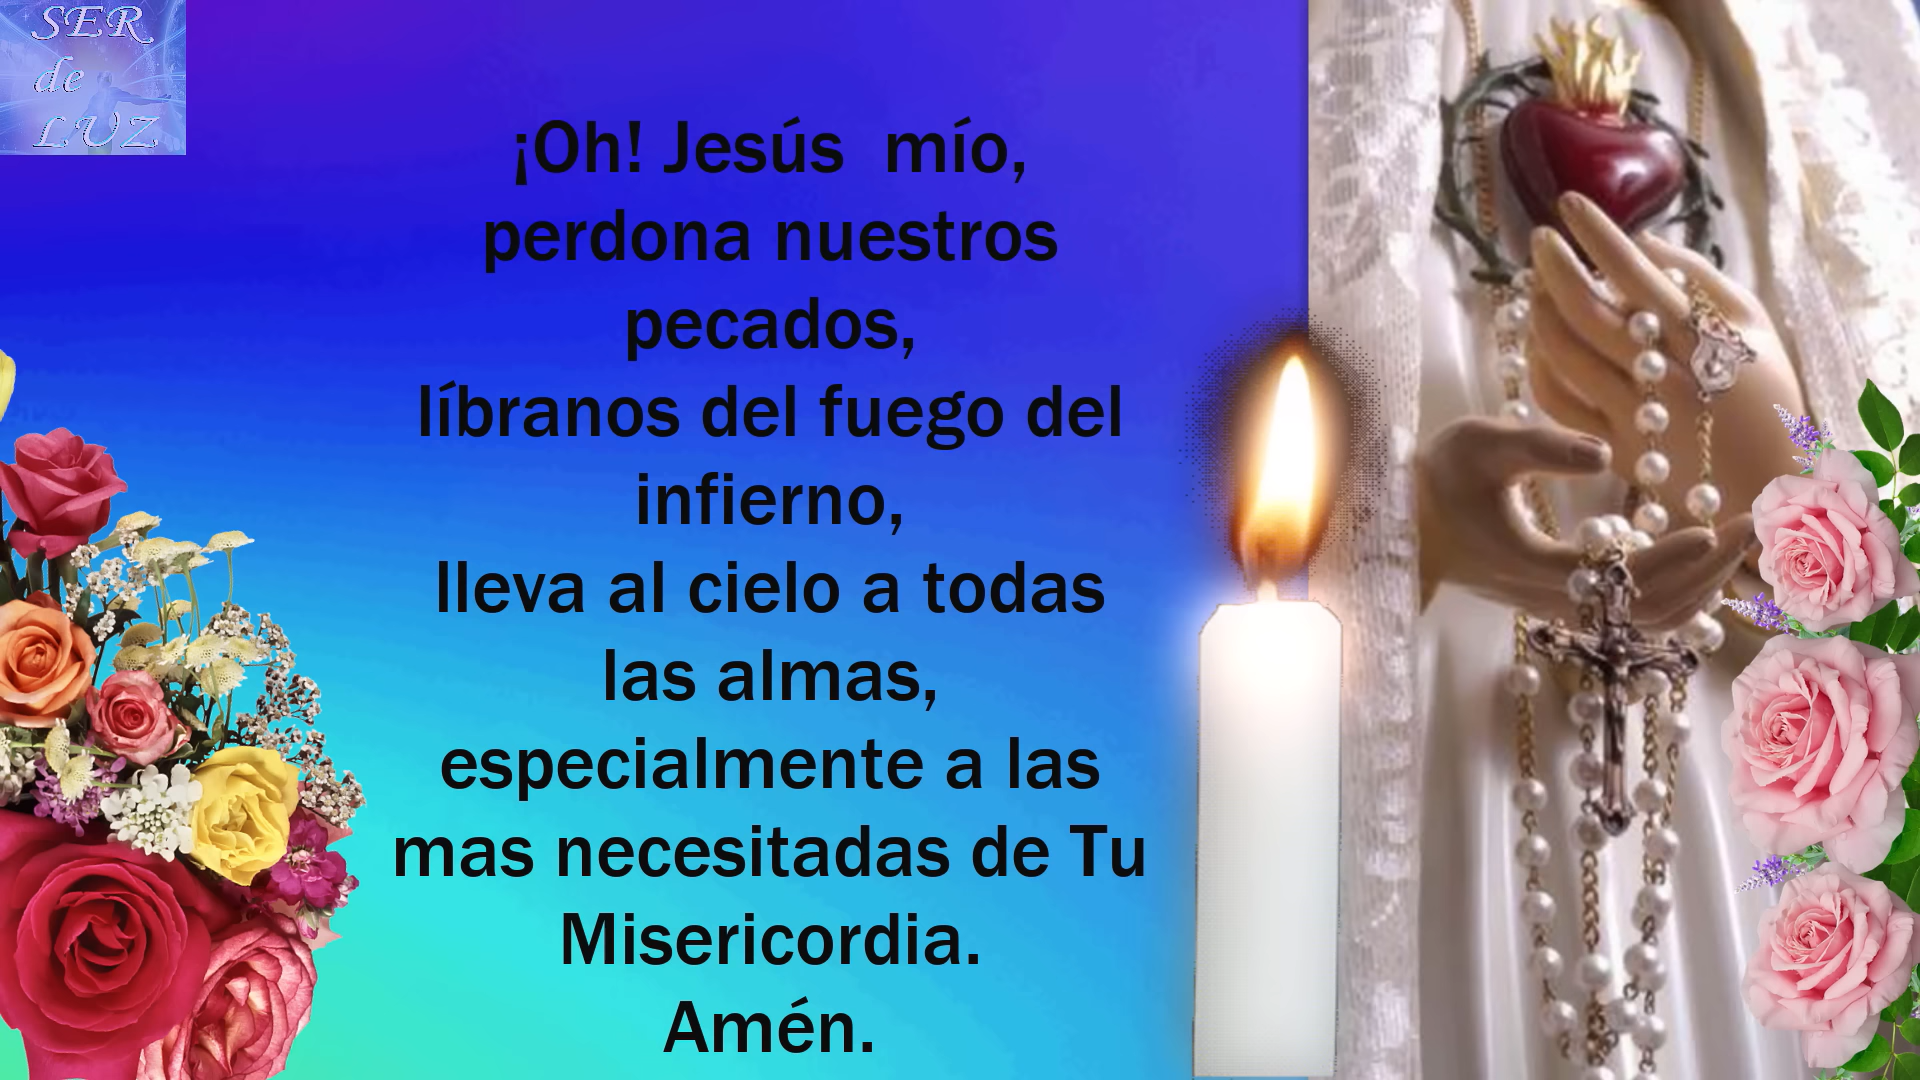 SER
de
LUZ
¡Oh! Jesús  mío,
perdona nuestros
pecados,
líbranos del fuego del
infierno,
lleva al cielo a todas
las almas,
especialmente a las
mas necesitadas de Tu
Misericordia.
Amén.